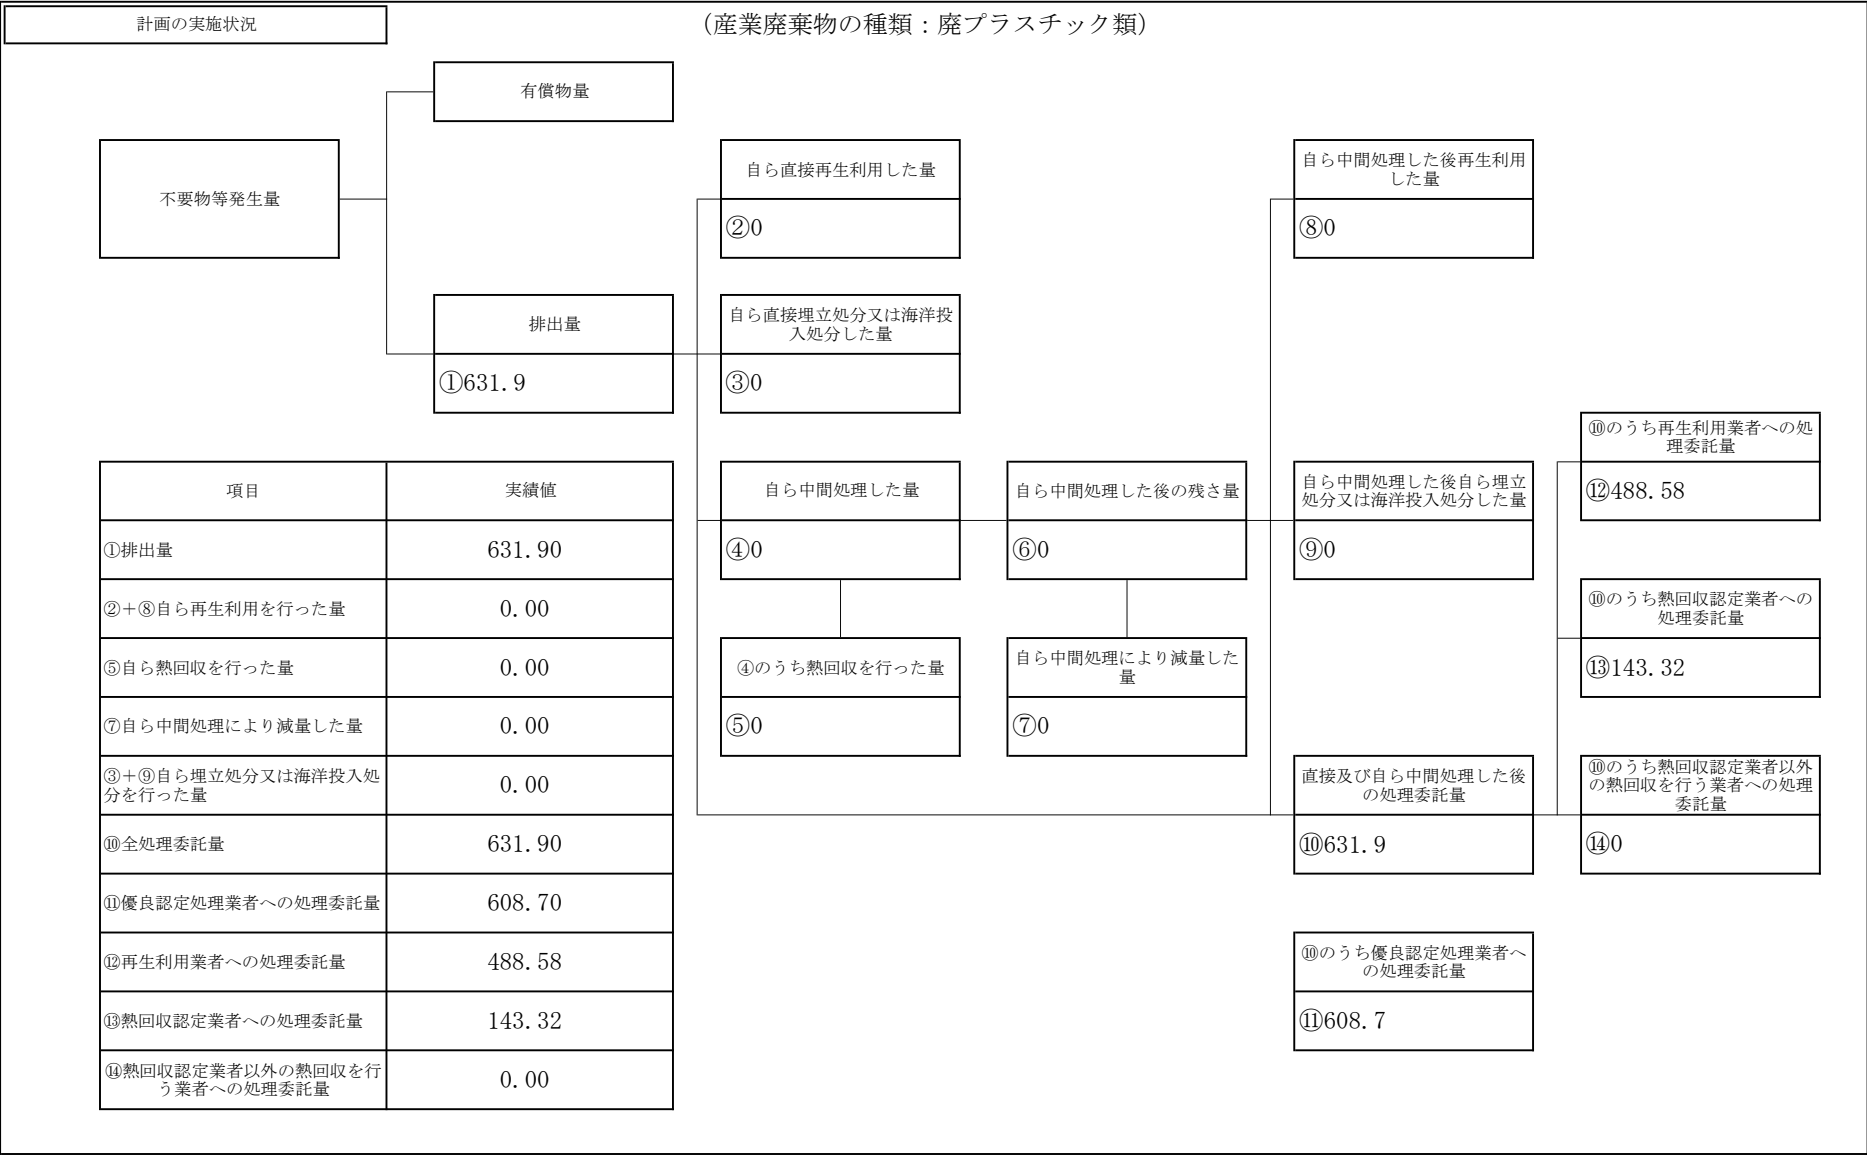 計画の実施状況
（産業廃棄物の種類：廃プラスチック類）
有償物量
不要物等発生量
自ら直接再生利用した量
②0
自ら中間処理した後再生利用
した量
⑧0
排出量
①631.9
自ら直接埋立処分又は海洋投
入処分した量
③0
⑩のうち再生利用業者への処
理委託量
⑫488.58
自ら中間処理した量
④0
自ら中間処理した後の残さ量
⑥0
自ら中間処理した後自ら埋立
処分又は海洋投入処分した量
⑨0
⑩のうち熱回収認定業者への
処理委託量
⑬143.32
④のうち熱回収を行った量
⑤0
自ら中間処理により減量した
量
⑦0
直接及び自ら中間処理した後
の処理委託量
⑩631.9
⑩のうち熱回収認定業者以外
の熱回収を行う業者への処理
委託量
⑭0
⑩のうち優良認定処理業者へ
の処理委託量
⑪608.7
項目 実績値
①排出量 631.90
②＋⑧自ら再生利用を行った量 0.00
⑤自ら熱回収を行った量 0.00
⑦自ら中間処理により減量した量 0.00
③＋⑨自ら埋立処分又は海洋投入処
分を行った量 0.00
⑩全処理委託量 631.90
⑪優良認定処理業者への処理委託量 608.70
⑫再生利用業者への処理委託量 488.58
⑬熱回収認定業者への処理委託量 143.32
⑭熱回収認定業者以外の熱回収を行
う業者への処理委託量 0.00